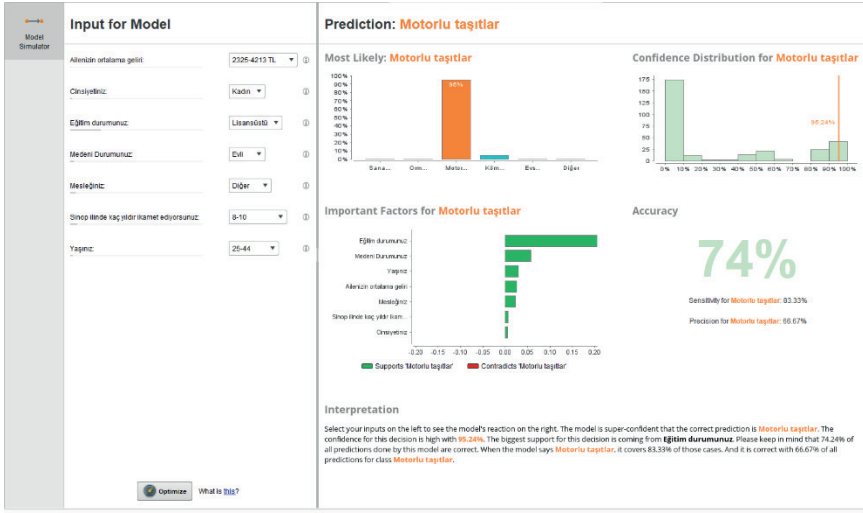 Model
Simulator
Input for Model
Ailenizin ortalama geliri:
2325-4213 TL
Cinsiyetiniz:
Kadın
Eğitim durumunuz:
Lisansüstü
Medeni Durumunuz:
Evli
Mesleğiniz:
Diğer
Sinop ilinde kaç yıldır ikamet ediyorsunuz:
8-10
Yaşınız:
25-44
Optimize
What is this?
Prediction: Motorlu taşıtlar
Most Likely: Motorlu taşıtlar
100%
90%
80%
70%
60%
50%
40%
30%
20%
10%
0%
95%
Sana...
Orm...
Motor...
Köm...
Evs...
Diğer
Confidence Distribution for Motorlu taşıtlar
175
150
125
100
75
50
25
0
95.24%
0% 10% 20% 30% 40% 50% 60% 70% 80% 90% 100%
Important Factors for Motorlu taşıtlar
Eğitim durumunuz
Medeni Durumunuz
Yaşınız
Ailenizin ortalama geliri
Mesleğiniz
Sinop ilinde kaç yıldır ikam...
Cinsiyetiniz
-0.20 -0.15 -0.10 -0.05 0.00 0.05 0.10 0.15 0.20
Supports 'Motorlu taşıtlar' Contradicts 'Motorlu taşıtlar'
Accuracy
74%
Sensitivity for Motorlu taşıtlar: 83.33%
Precision for Motorlu taşıtlar: 66.67%
Interpretation
Select your inputs on the left to see the model's reaction on the right. The model is super-confident that the correct prediction is Motorlu taşıtlar. The
confidence for this decision is high with 95.24%. The biggest support for this decision is coming from Eğitim durumunuz. Please keep in mind that 74.24% of
all predictions done by this model are correct. When the model says Motorlu taşıtlar, it covers 83.33% of those cases. And it is correct with 66.67% of all
predictions for class Motorlu taşıtlar.